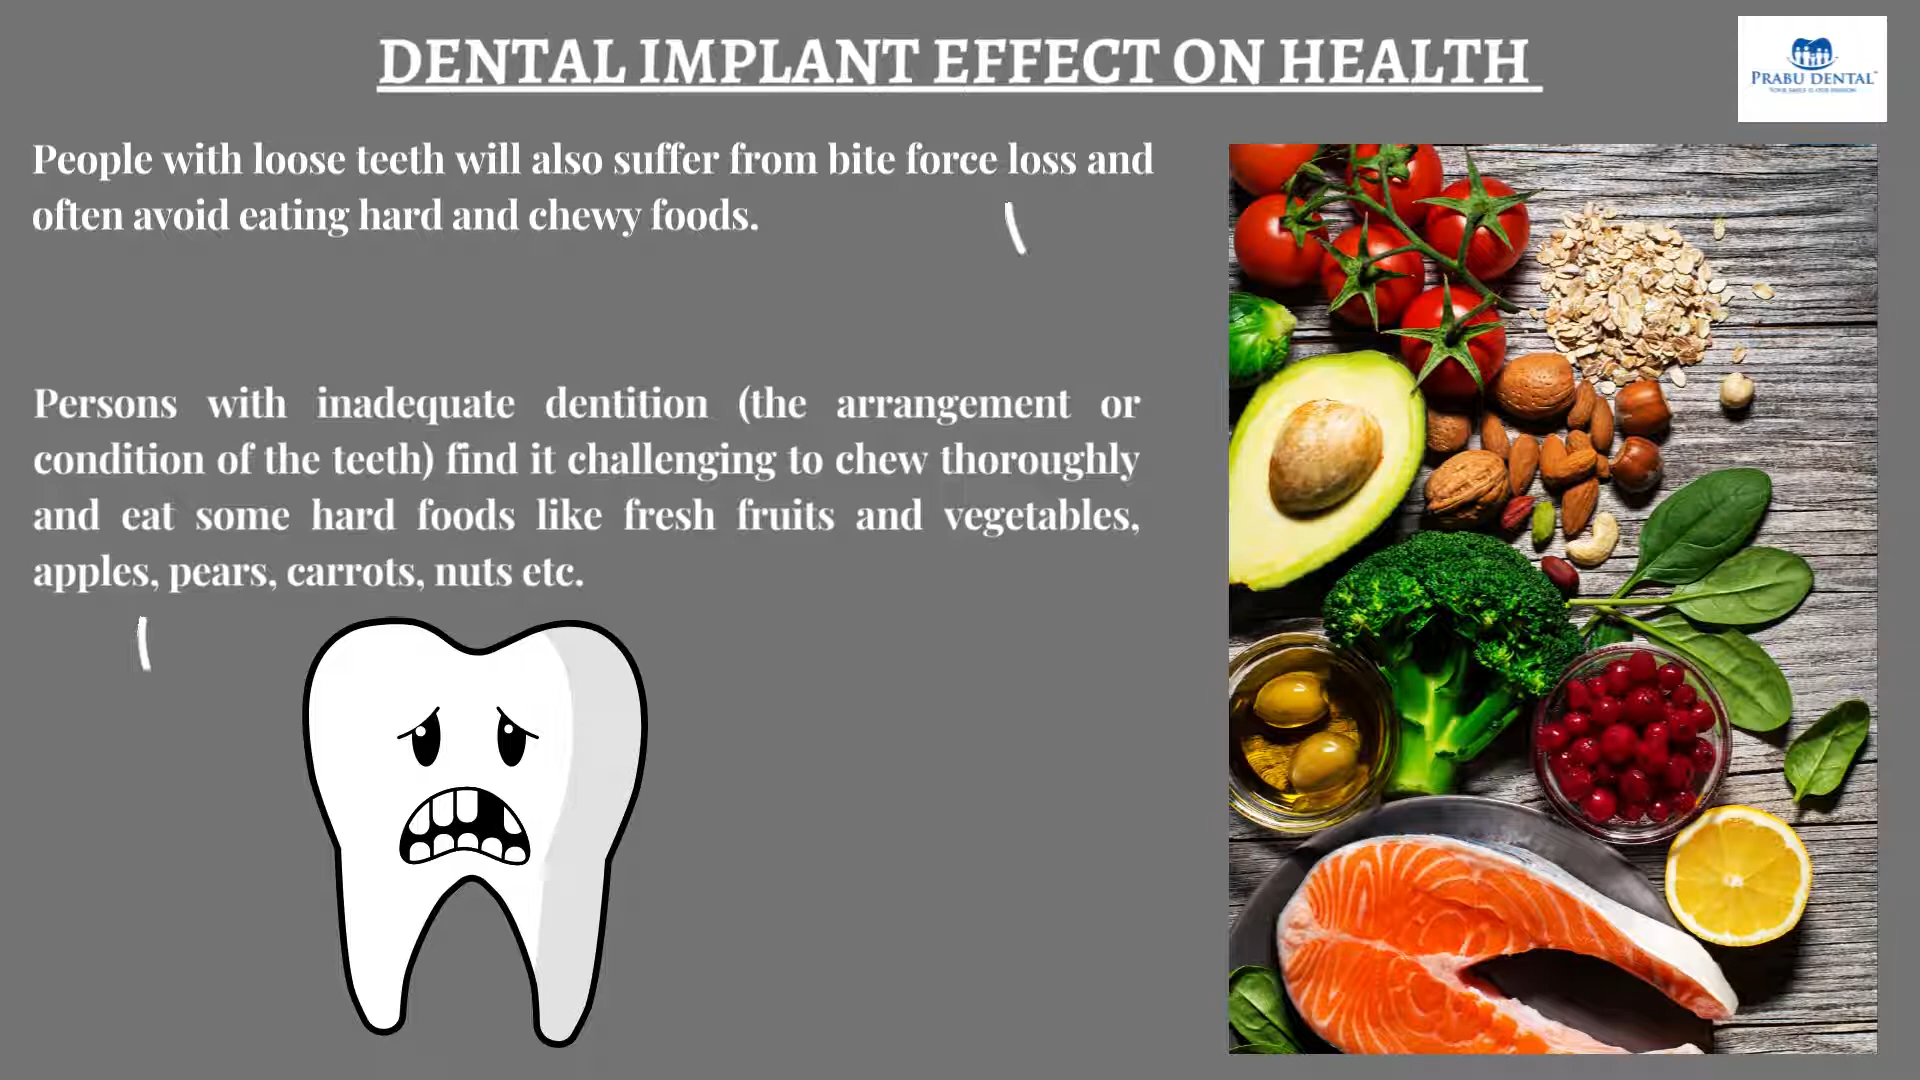 DENTAL IMPLANT EFFECT ON HEALTH
PRABU DENTAL
People with loose teeth will also suffer from bite force loss and
often avoid eating hard and chewy foods.
Persons with inadequate dentition (the arrangement or
condition of the teeth) find it challenging to chew thoroughly
and eat some hard foods like fresh fruits and vegetables,
apples, pears, carrots, nuts etc.